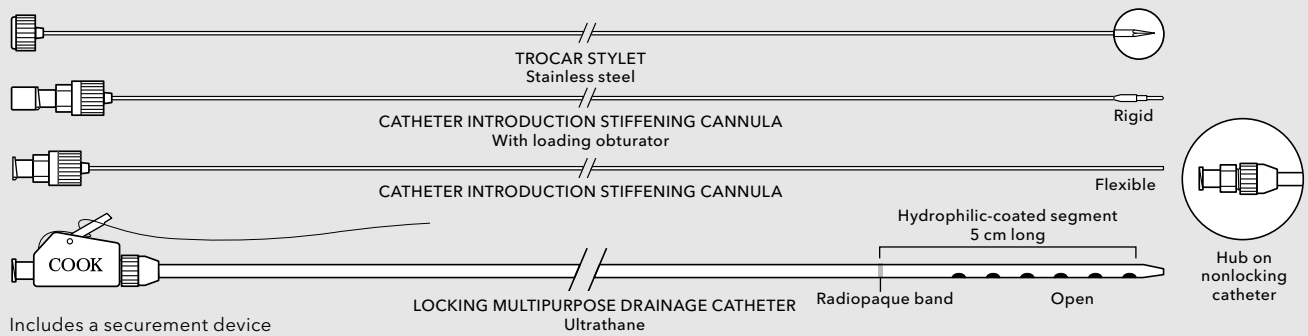 TROCAR STYLET
Stainless steel
CATHETER INTRODUCTION STIFFENING CANNULA
With loading obturator
Rigid
CATHETER INTRODUCTION STIFFENING CANNULA
Flexible
Hydrophilic-coated segment
5 cm long
COOK
Hub on
nonlocking
catheter
LOCKING MULTIPURPOSE DRAINAGE CATHETER
Ultrathane
Radiopaque band
Open
Includes a securement device